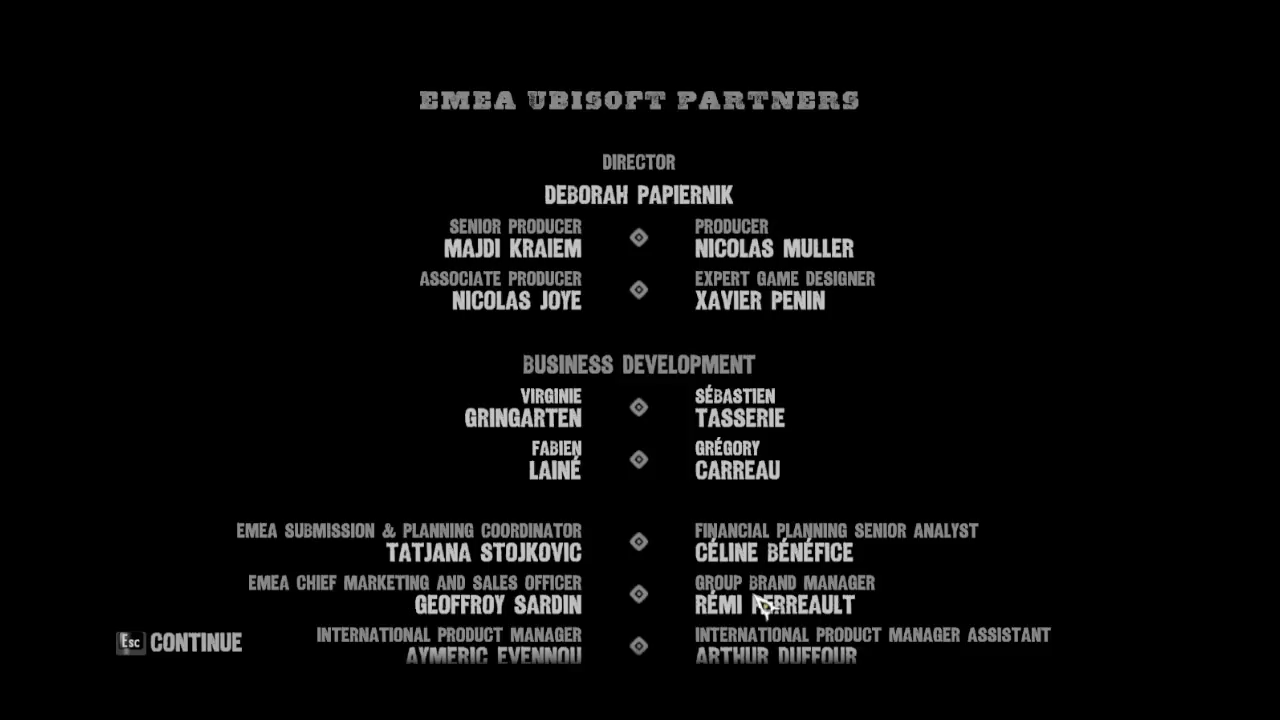 EMEA UBISOFT PARTNERS
DIRECTOR
DEBORAH PAPIERNIK
SENIOR PRODUCER
MAJDI KRAIEM
PRODUCER
NICOLAS MULLER
ASSOCIATE PRODUCER
NICOLAS JOYE
EXPERT GAME DESIGNER
XAVIER PENIN
BUSINESS DEVELOPMENT
VIRGINIE
GRINGARTEN
SÉBASTIEN
TASSERIE
FABIEN
LAINÉ
GRÉGORY
CARREAU
EMEA SUBMISSION & PLANNING COORDINATOR
TATJANA STOJKOVIC
FINANCIAL PLANNING SENIOR ANALYST
CÉLINE BÉNÉFICE
EMEA CHIEF MARKETING AND SALES OFFICER
GEOFFROY SARDIN
GROUP BRAND MANAGER
RÉMI PERREAULT
INTERNATIONAL PRODUCT MANAGER
AYMERIC EVENNOU
INTERNATIONAL PRODUCT MANAGER ASSISTANT
ARTHUR DUFFOUR
Esc CONTINUE